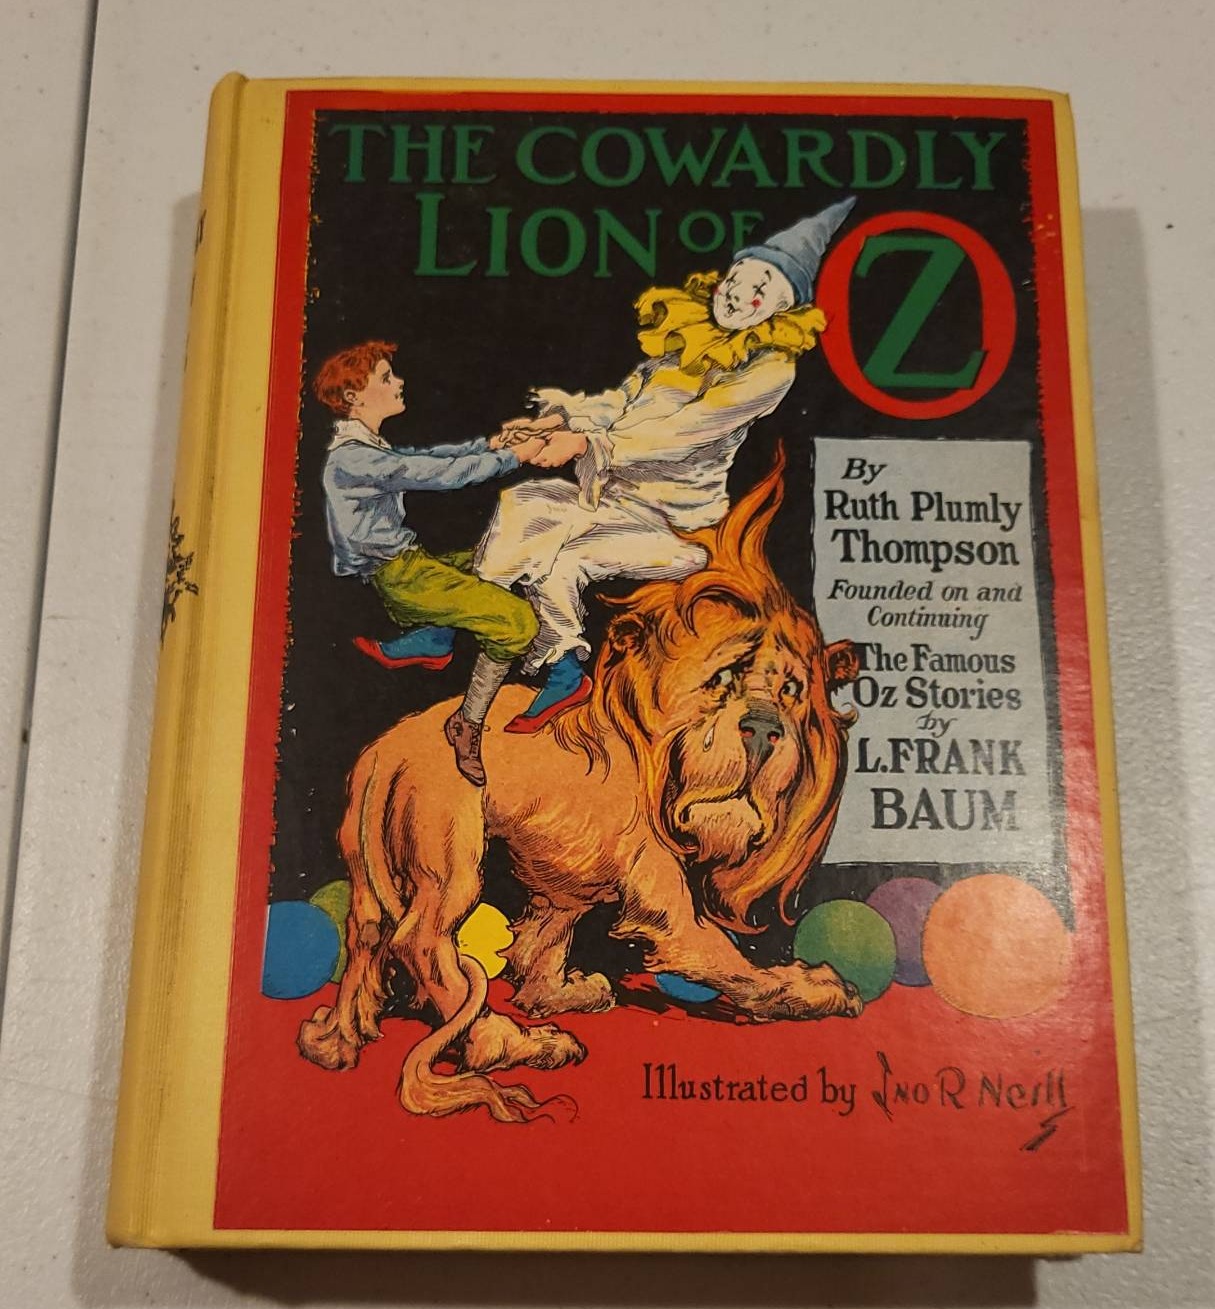 THE COWARDLY
LION OF OZ
By
Ruth Plumly
Thompson
Founded on and
Continuing
The Famous
Oz Stories
by
L. FRANK
BAUM
Illustrated by Jno R Neill